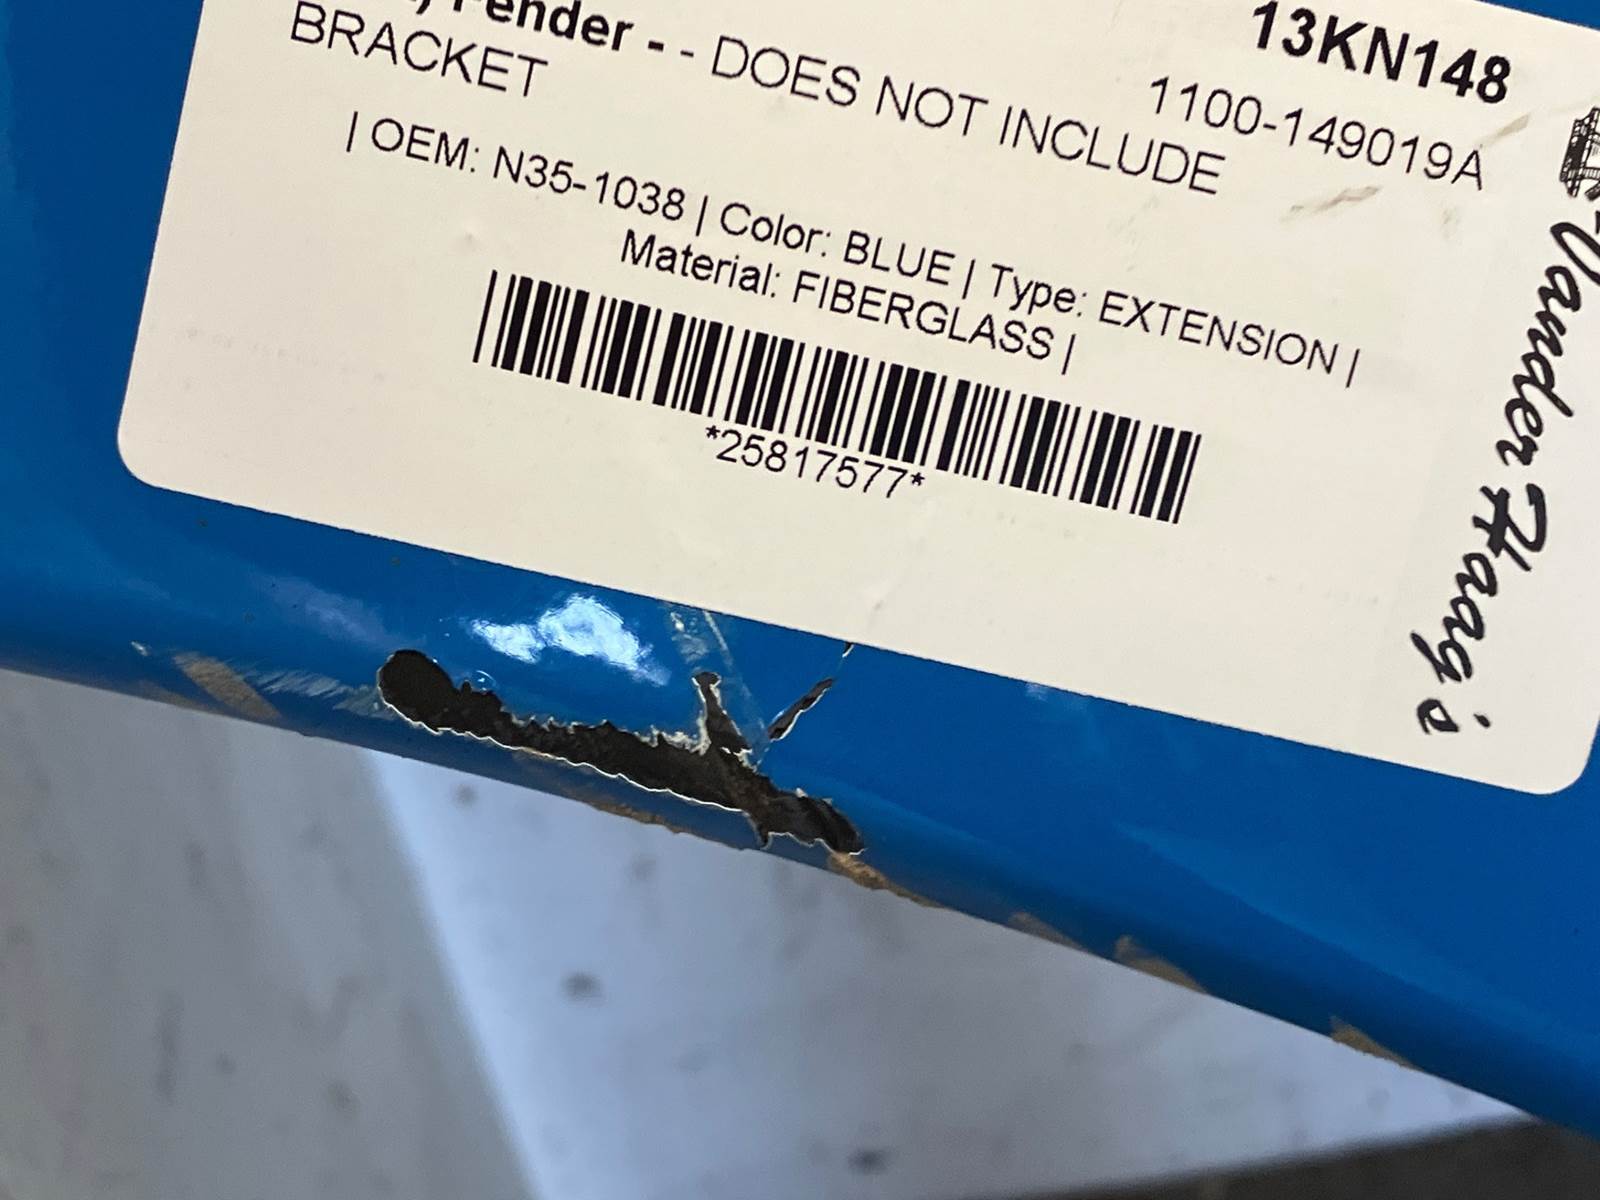 Fender - - DOES NOT INCLUDE
BRACKET
13KN148
1100-149019A
| OEM: N35-1038 | Color: BLUE | Type: EXTENSION |
Material: FIBERGLASS |
*25817577*
Vander Haag's